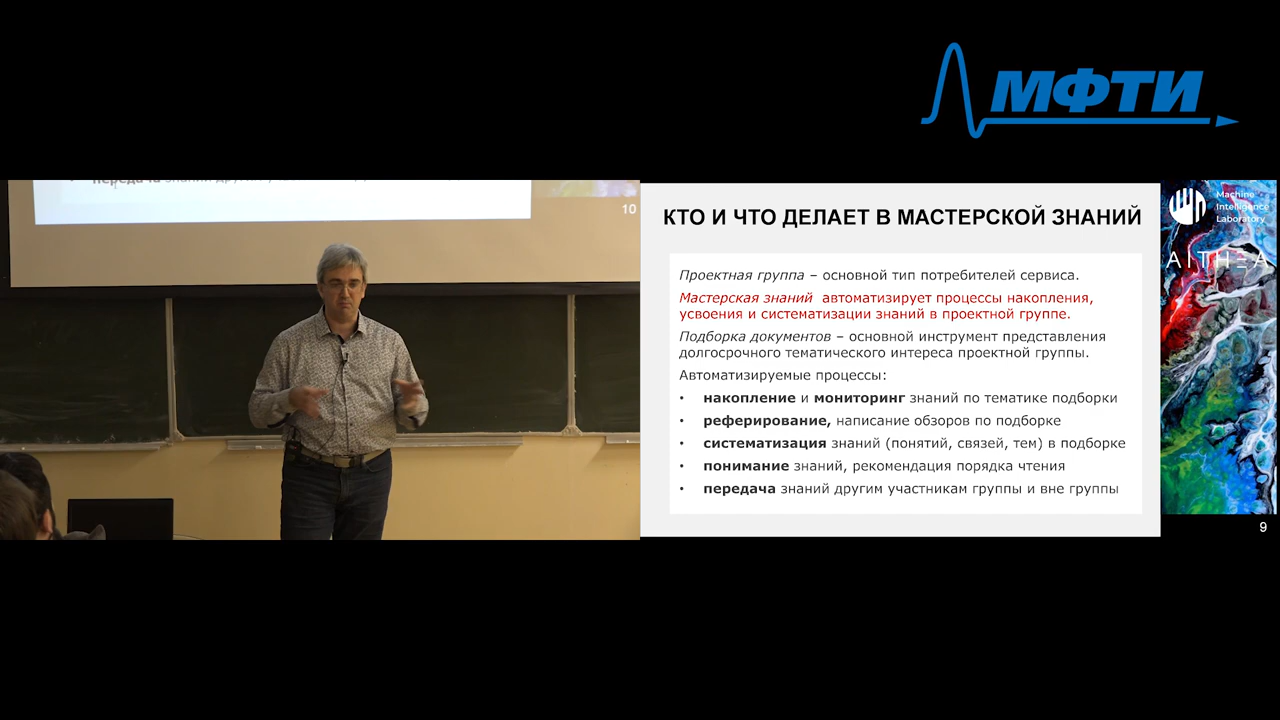 МФТИ
передача
10
КТО И ЧТО ДЕЛАЕТ В МАСТЕРСКОЙ ЗНАНИЙ
Machine
Intelligence
Laboratory
AITHEA
Проектная группа – основной тип потребителей сервиса.
Мастерская знаний автоматизирует процессы накопления,
усвоения и систематизации знаний в проектной группе.
Подборка документов – основной инструмент представления
долгосрочного тематического интереса проектной группы.
Автоматизируемые процессы:
• накопление и мониторинг знаний по тематике подборки
• реферирование, написание обзоров по подборке
• систематизация знаний (понятий, связей, тем) в подборке
• понимание знаний, рекомендация порядка чтения
• передача знаний другим участникам группы и вне группы
9